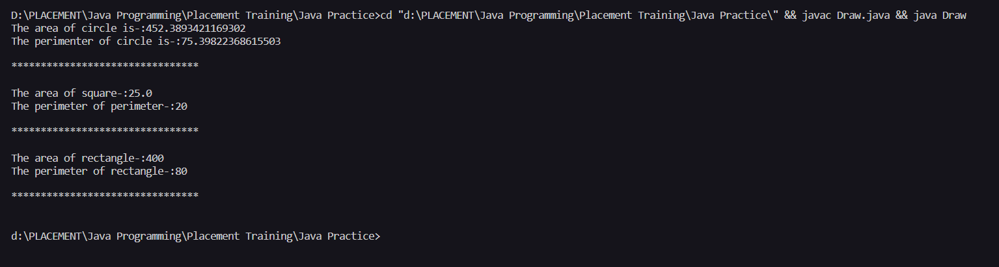 D:\PLACEMENT\Java Programming\Placement Training\Java Practice>cd "d:\PLACEMENT\Java Programming\Placement Training\Java Practice\" && javac Draw.java && java Draw
The area of circle is-:452.3893421169302
The perimenter of circle is-:75.39822368615503
********************************
The area of square-:25.0
The perimeter of perimeter-:20
********************************
The area of rectangle-:400
The perimeter of rectangle-:80
********************************
d:\PLACEMENT\Java Programming\Placement Training\Java Practice>